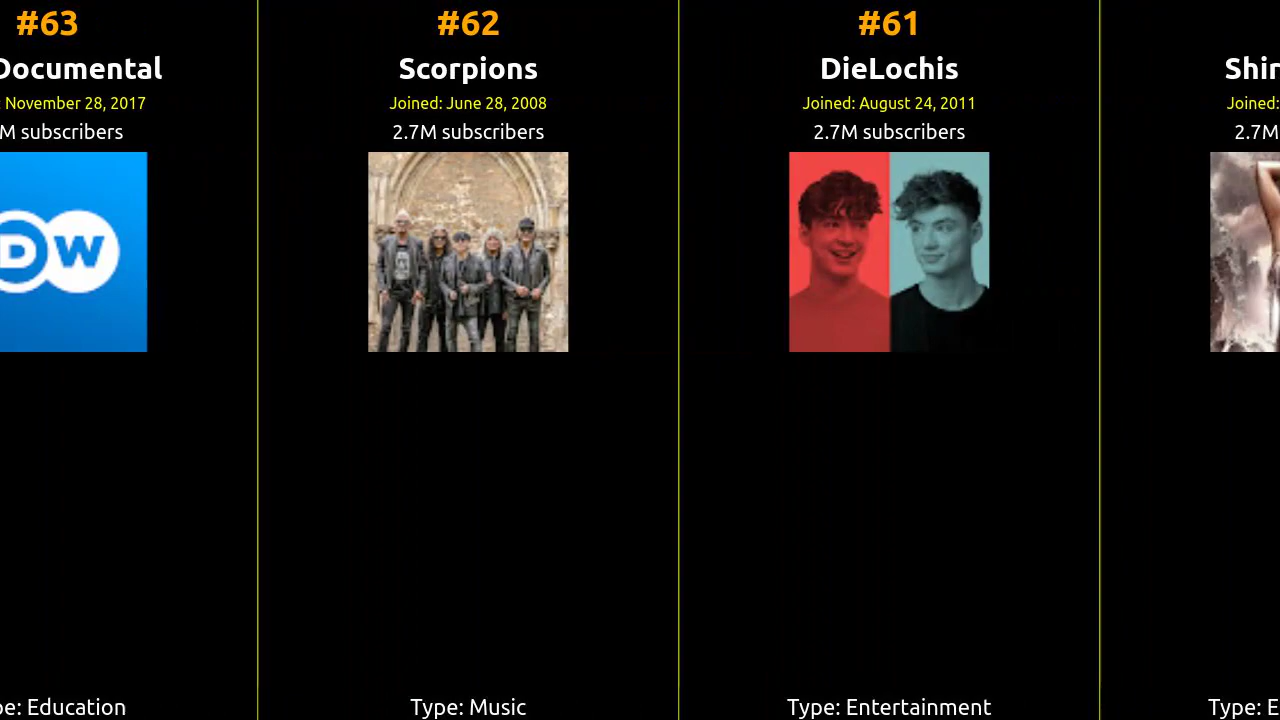 #63
Documental
: November 28, 2017
M subscribers
DW
pe: Education
#62
Scorpions
Joined: June 28, 2008
2.7M subscribers
Type: Music
#61
DieLochis
Joined: August 24, 2011
2.7M subscribers
Type: Entertainment
Shir
Joined:
2.7M
Type: E